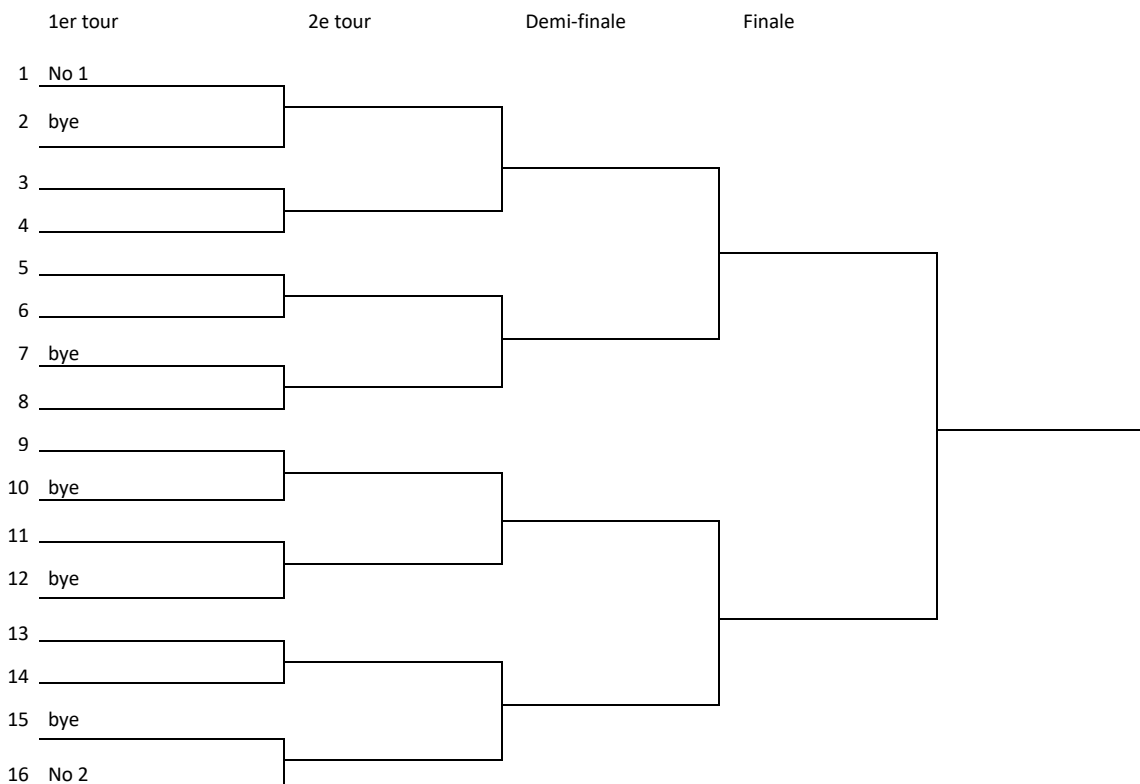 1er tour 2e tour Demi-finale Finale
1 No 1
2 bye
3
4
5
6
7 bye
8
9
10 bye
11
12 bye
13
14
15 bye
16 No 2